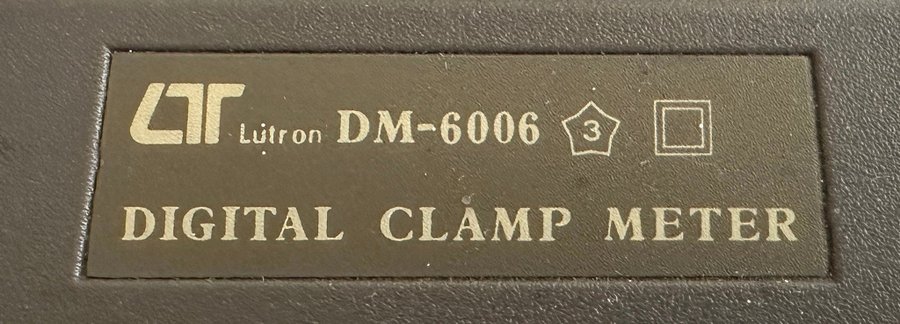 LT Lutron DM-6006 3
DIGITAL CLAMP METER